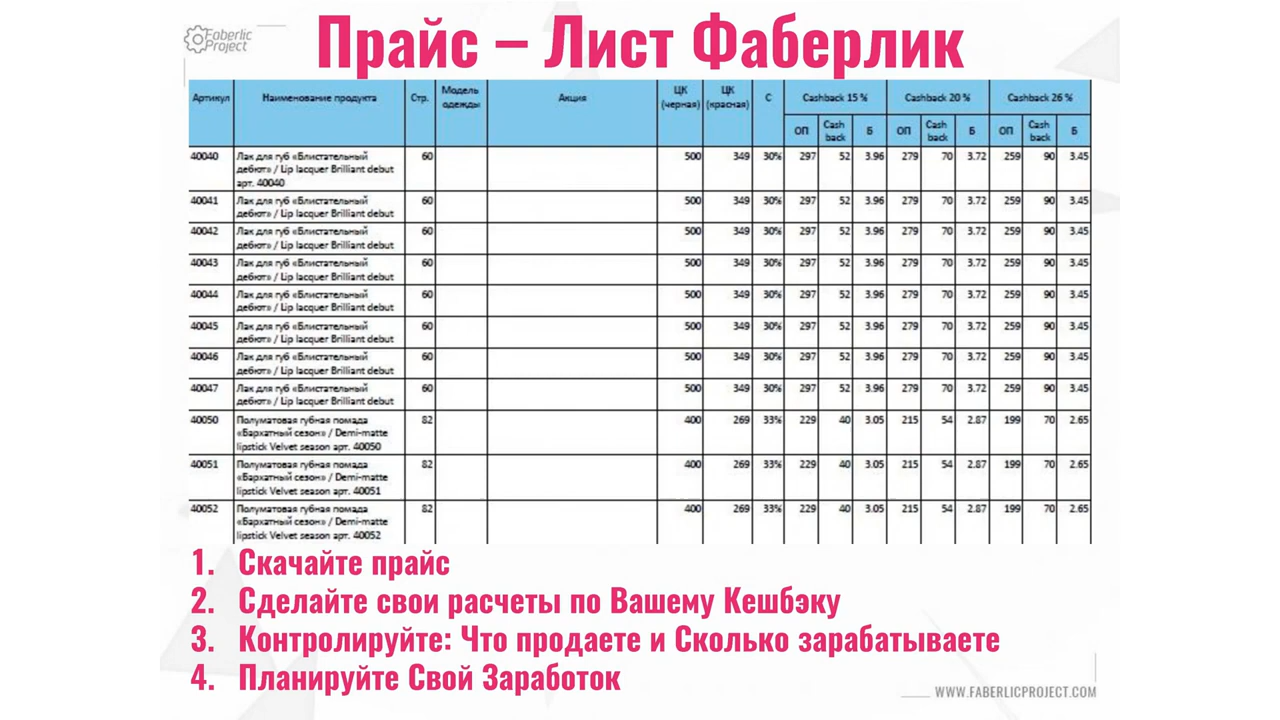 Faberlic
Project
Прайс – Лист Фаберлик
Артикул Наименование продукта Стр. Модель одежды Акция ЦК (черная) ЦК (красная) С Cashback 15 % Cashback 20 % Cashback 26 %
ОП Cash back Б ОП Cash back Б ОП Cash back Б
40040 Лак для губ «Блистательный 60 500 349 30% 297 52 3.96 279 70 3.72 259 90 3.45
дебют» / Lip lacquer Brilliant debut
арт. 40040
40041 Лак для губ «Блистательный 60 500 349 30% 297 52 3.96 279 70 3.72 259 90 3.45
дебют» / Lip lacquer Brilliant debut
40042 Лак для губ «Блистательный 60 500 349 30% 297 52 3.96 279 70 3.72 259 90 3.45
дебют» / Lip lacquer Brilliant debut
40043 Лак для губ «Блистательный 60 500 349 30% 297 52 3.96 279 70 3.72 259 90 3.45
дебют» / Lip lacquer Brilliant debut
40044 Лак для губ «Блистательный 60 500 349 30% 297 52 3.96 279 70 3.72 259 90 3.45
дебют» / Lip lacquer Brilliant debut
40045 Лак для губ «Блистательный 60 500 349 30% 297 52 3.96 279 70 3.72 259 90 3.45
дебют» / Lip lacquer Brilliant debut
40046 Лак для губ «Блистательный 60 500 349 30% 297 52 3.96 279 70 3.72 259 90 3.45
дебют» / Lip lacquer Brilliant debut
40047 Лак для губ «Блистательный 60 500 349 30% 297 52 3.96 279 70 3.72 259 90 3.45
дебют» / Lip lacquer Brilliant debut
40050 Полуматовая губная помада 82 400 269 33% 229 40 3.05 215 54 2.87 199 70 2.65
«Бархатный сезон» / Demi-matte
lipstick Velvet season арт. 40050
40051 Полуматовая губная помада 82 400 269 33% 229 40 3.05 215 54 2.87 199 70 2.65
«Бархатный сезон» / Demi-matte
lipstick Velvet season арт. 40051
40052 Полуматовая губная помада 82 400 269 33% 229 40 3.05 215 54 2.87 199 70 2.65
«Бархатный сезон» / Demi-matte
lipstick Velvet season арт. 40052
1. Скачайте прайс
2. Сделайте свои расчеты по Вашему Кешбэку
3. Контролируйте: Что продаете и Сколько зарабатываете
4. Планируйте Свой Заработок
WWW.FABERLICPROJECT.COM